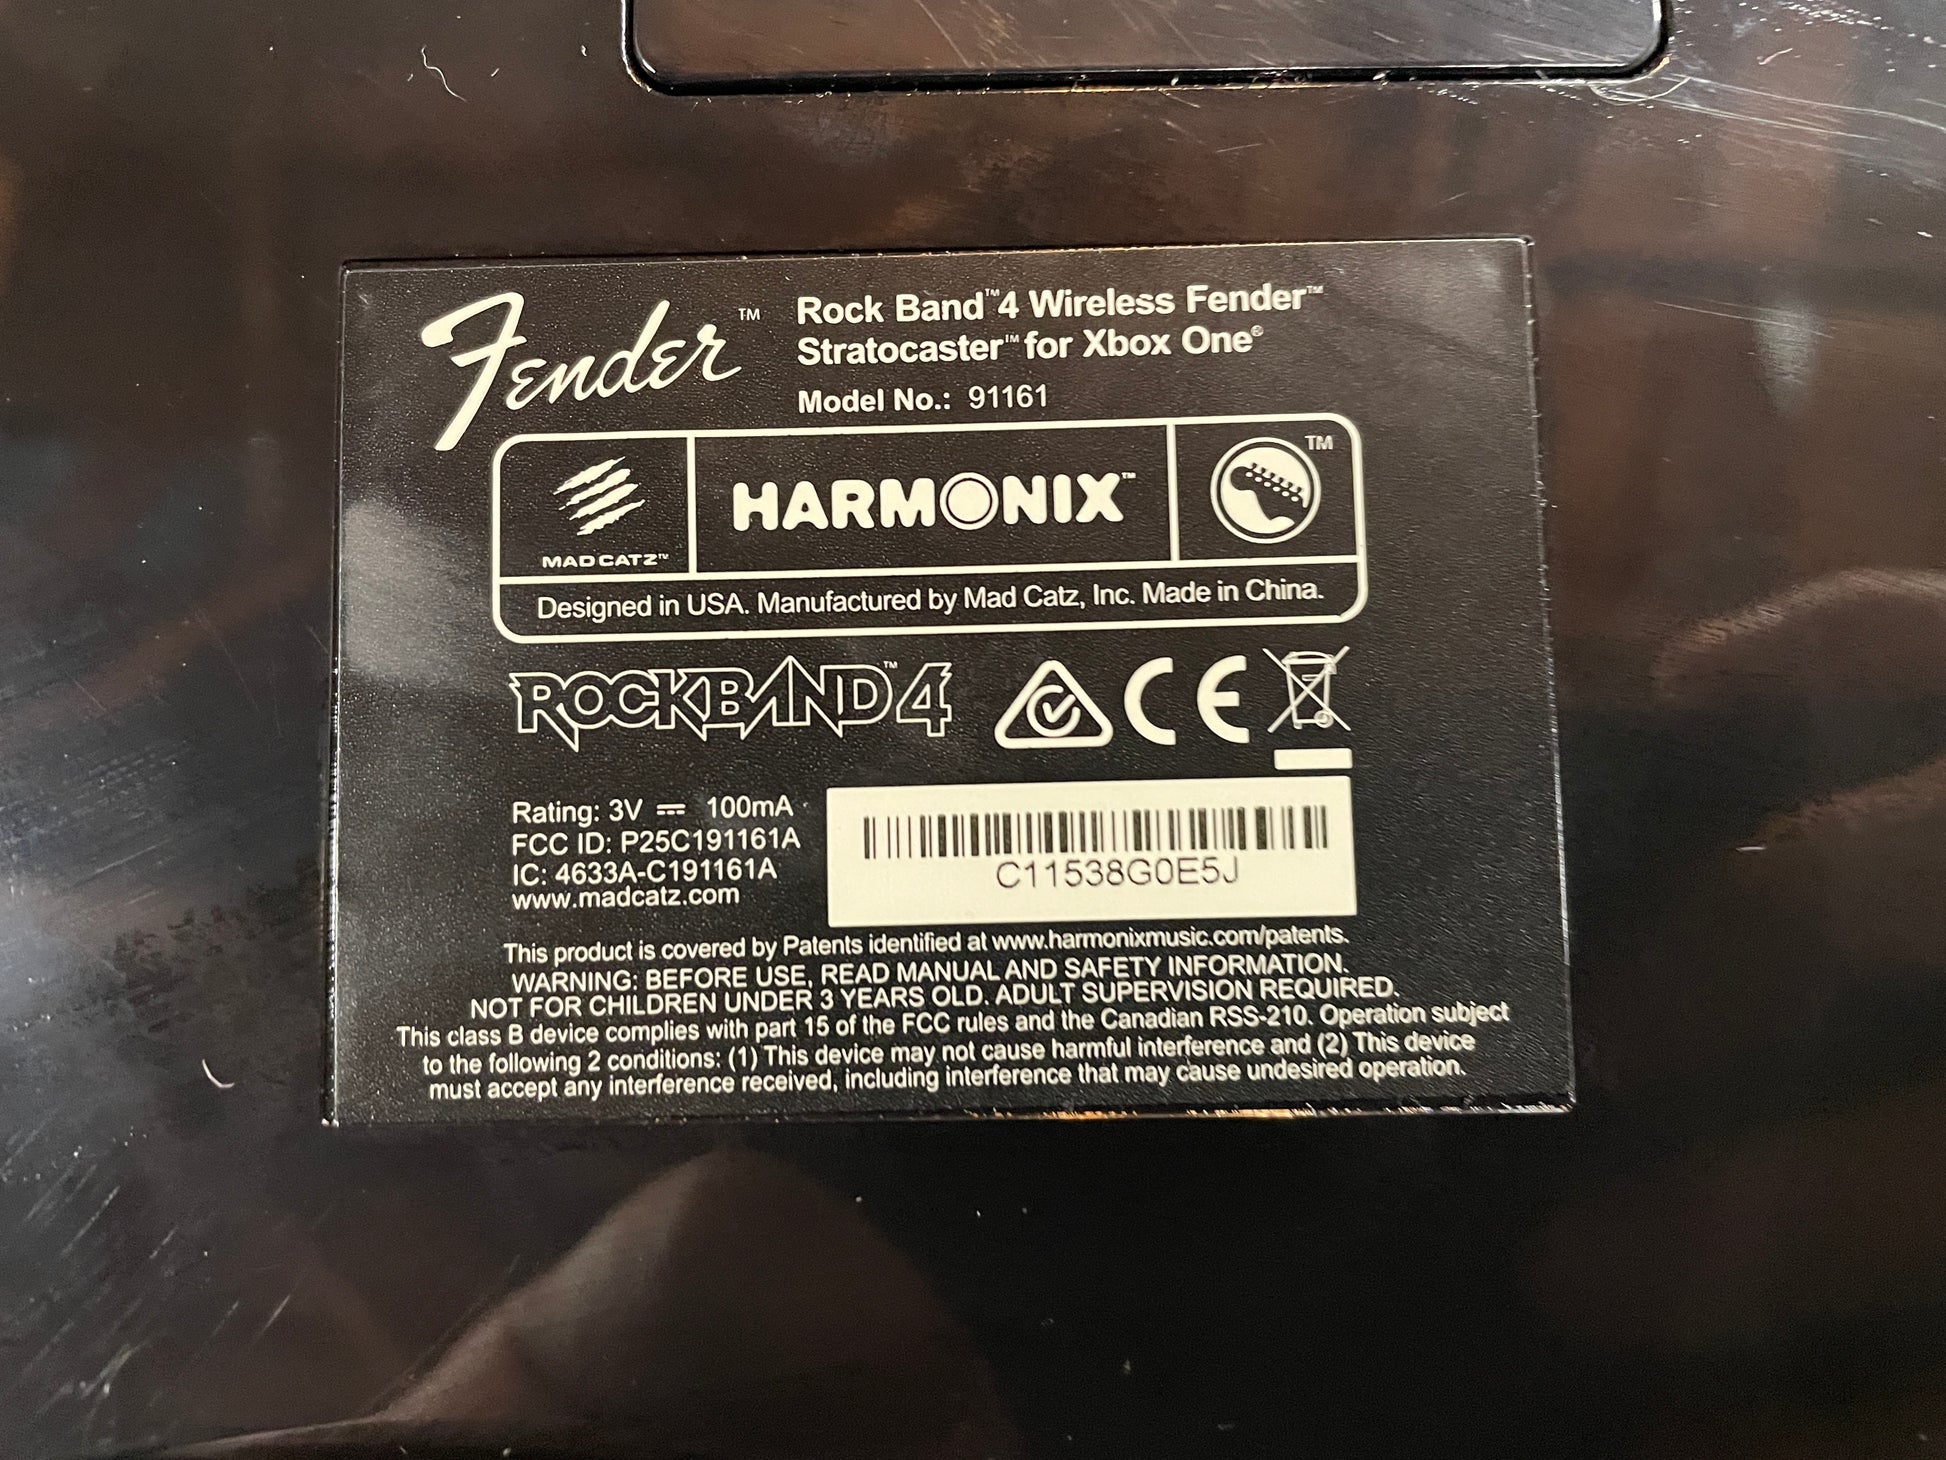 Fender™
Rock Band™4 Wireless Fender™
Stratocaster™ for Xbox One®
Model No.: 91161
MAD CATZ™
HARMONIX™
TM
Designed in USA. Manufactured by Mad Catz, Inc. Made in China.
ROCKBAND™4
CE
Rating: 3V ⎓ 100mA
FCC ID: P25C191161A
IC: 4633A-C191161A
www.madcatz.com
C11538G0E5J
This product is covered by Patents identified at www.harmonixmusic.com/patents.
WARNING: BEFORE USE, READ MANUAL AND SAFETY INFORMATION.
NOT FOR CHILDREN UNDER 3 YEARS OLD. ADULT SUPERVISION REQUIRED.
This class B device complies with part 15 of the FCC rules and the Canadian RSS-210. Operation subject
to the following 2 conditions: (1) This device may not cause harmful interference and (2) This device
must accept any interference received, including interference that may cause undesired operation.